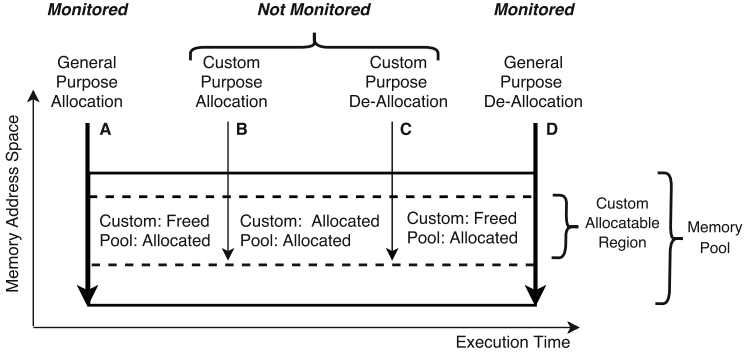 Monitored
Not Monitored
Monitored
General
Purpose
Allocation
Custom
Purpose
Allocation
Custom
Purpose
De-Allocation
General
Purpose
De-Allocation
A
B
C
D
Memory Address Space
Custom: Freed
Pool: Allocated
Custom: Allocated
Pool: Allocated
Custom: Freed
Pool: Allocated
Custom
Allocatable
Region
Memory
Pool
Execution Time